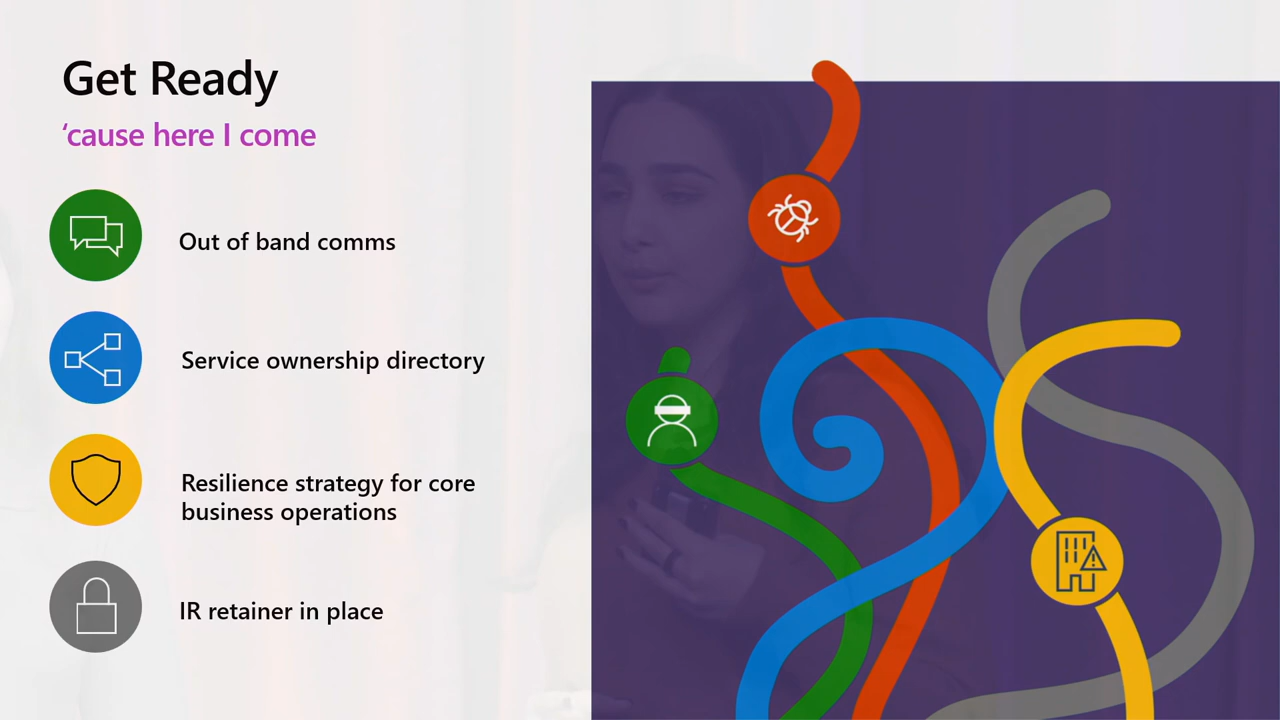 Get Ready
‘cause here I come
Out of band comms
Service ownership directory
Resilience strategy for core
business operations
IR retainer in place